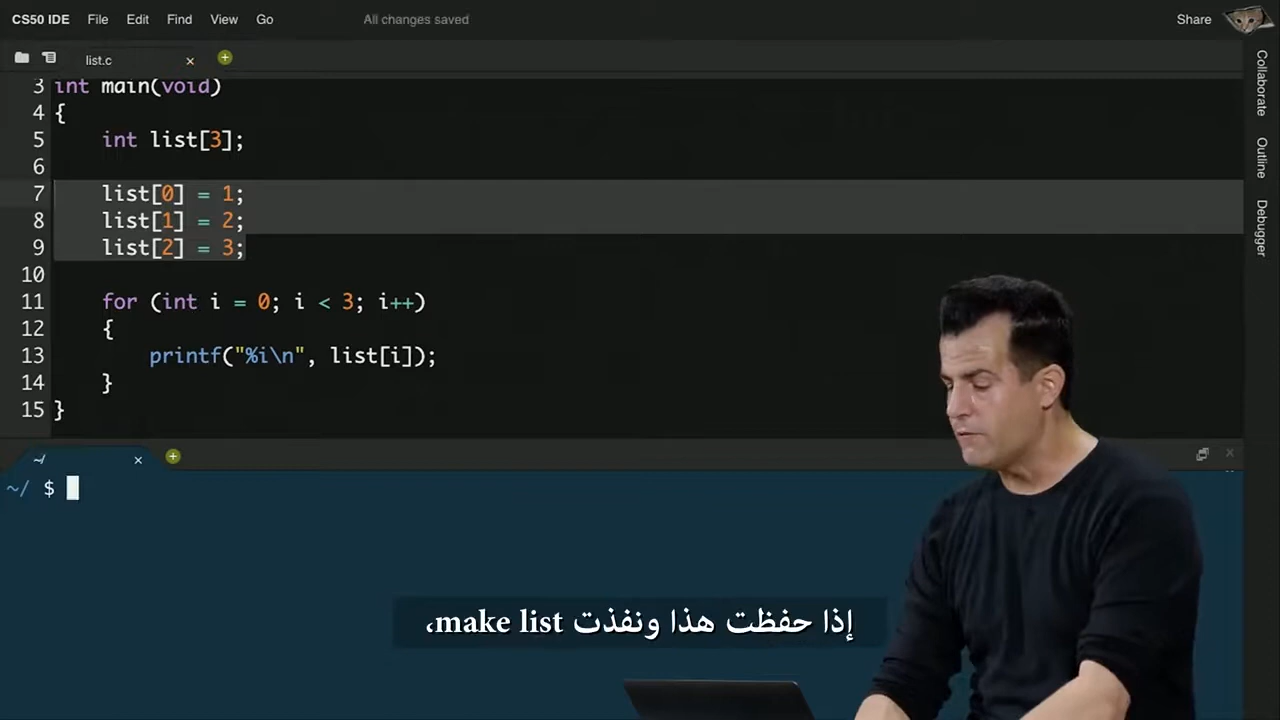 CS50 IDE File Edit Find View Go All changes saved Share
list.c
Collaborate
Outline
Debugger
3 int main(void)
4 {
5     int list[3];
6
7     list[0] = 1;
8     list[1] = 2;
9     list[2] = 3;
10
11     for (int i = 0; i < 3; i++)
12     {
13         printf("%i\n", list[i]);
14     }
15 }
~/
~/ $
إذا حفظت هذا ونفذت make list،